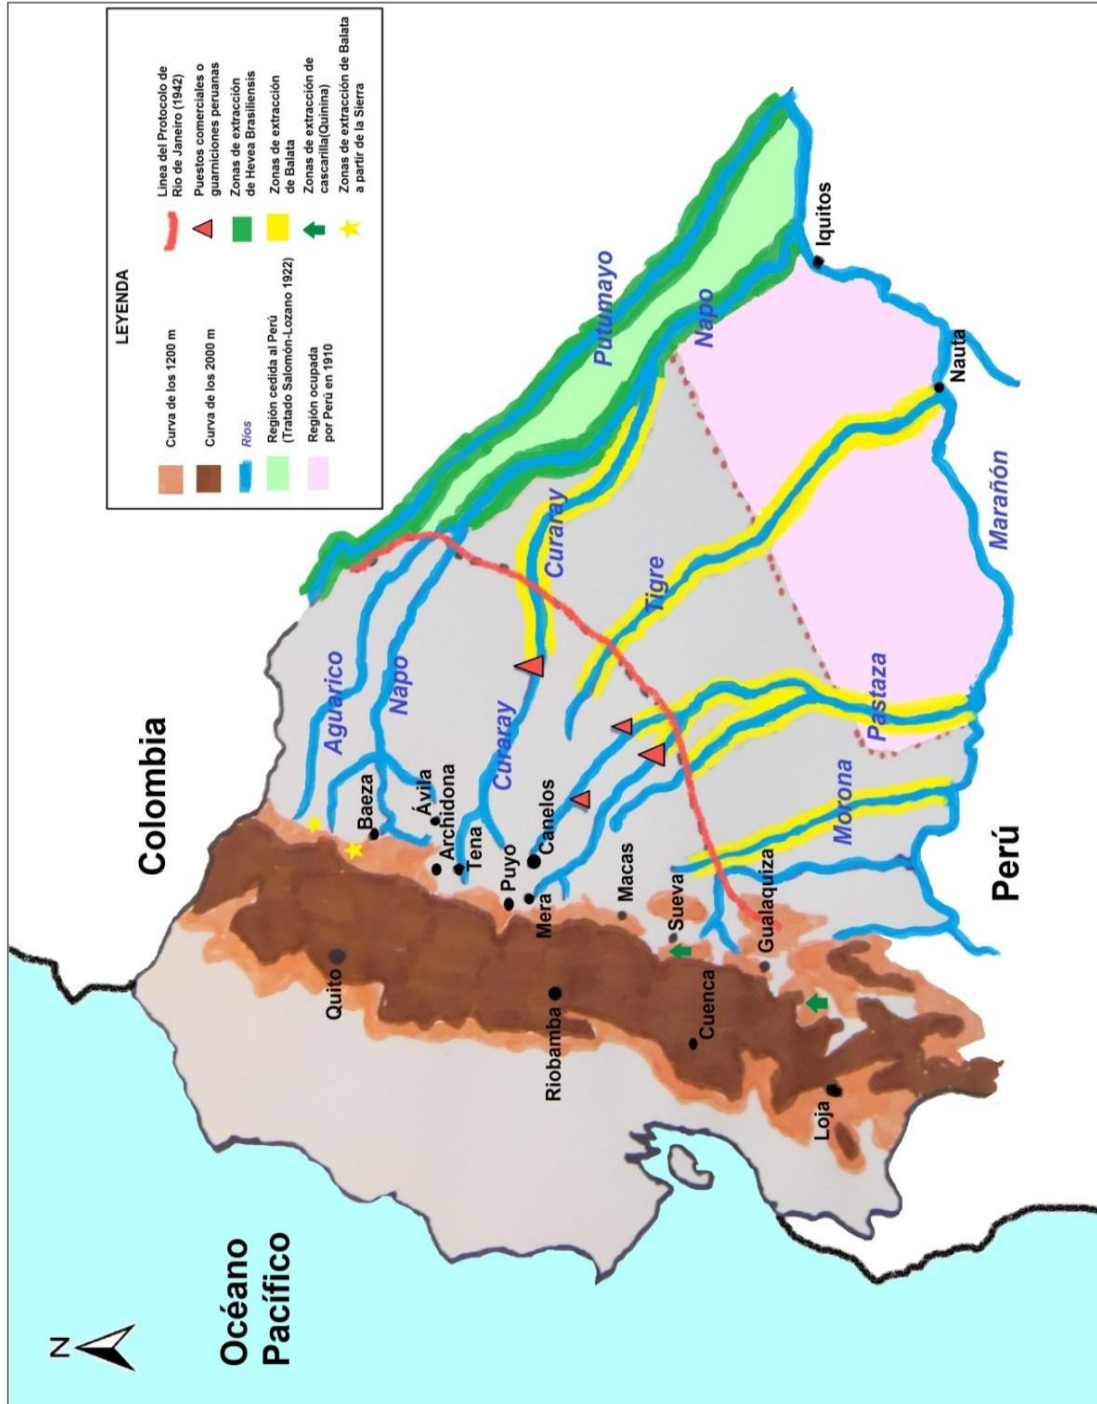 LEYENDA
Curva de los 1200 m
Curva de los 2000 m
Ríos
Región cedida al Perú
(Tratado Salomón-Lozano 1922)
Región ocupada
por Perú en 1910
Linea del Protocolo de
Rio de Janeiro (1942)
Puestos comerciales o
guarniciones peruanas
Zonas de extracción
de Hevea Brasiliensis
Zonas de extracción
de Balata
Zonas de extracción de
cascarilla(Quinina)
Zonas de extracción de Balata
a partir de la Sierra
N
Océano
Pacífico
Colombia
Perú
Quito
Riobamba
Cuenca
Loja
Baeza
Ávila
Archidona
Tena
Puyo
Mera
Canelos
Macas
Sueva
Gualaquiza
Aguarico
Napo
Curaray
Curaray
Tigre
Putumayo
Napo
Pastaza
Morona
Marañón
Iquitos
Nauta